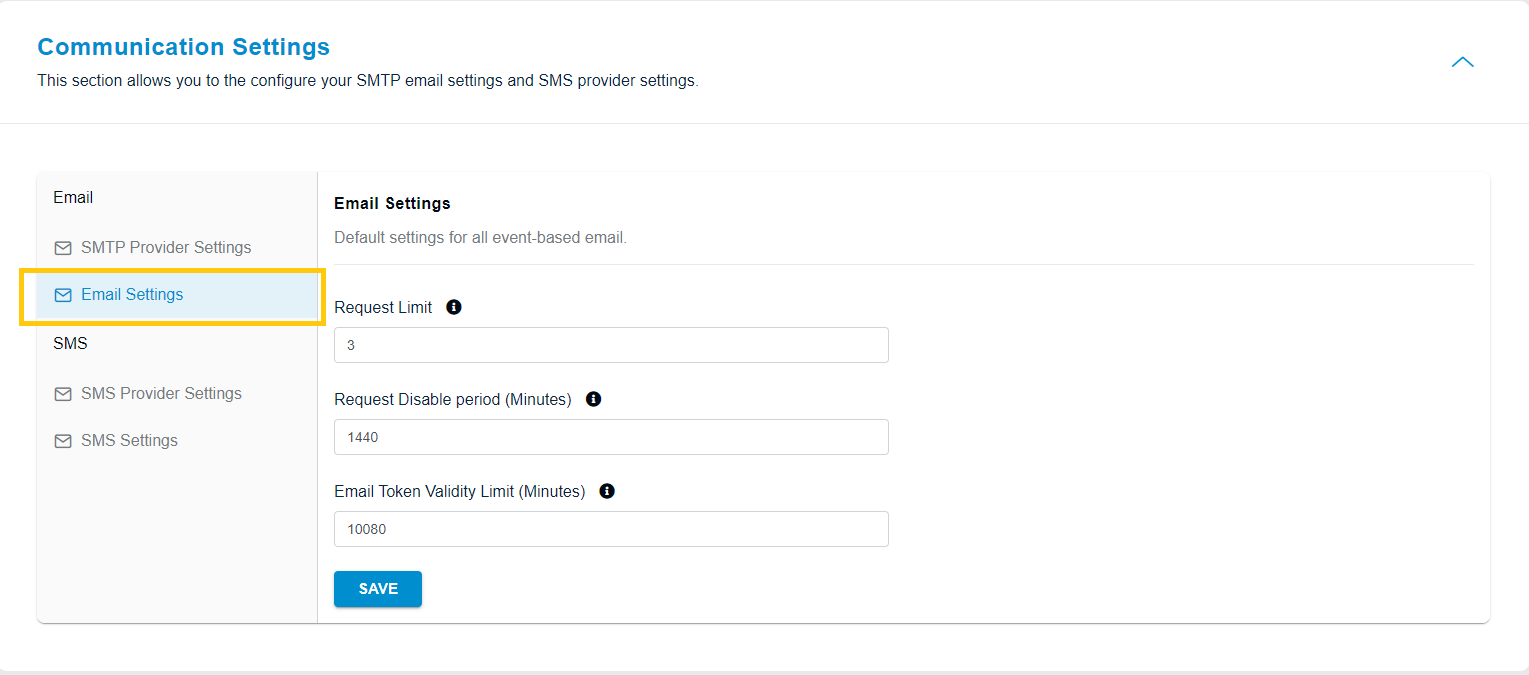 Communication Settings
This section allows you to the configure your SMTP email settings and SMS provider settings.
Email
SMTP Provider Settings
Email Settings
SMS
SMS Provider Settings
SMS Settings
Email Settings
Default settings for all event-based email.
Request Limit
3
Request Disable period (Minutes)
1440
Email Token Validity Limit (Minutes)
10080
SAVE